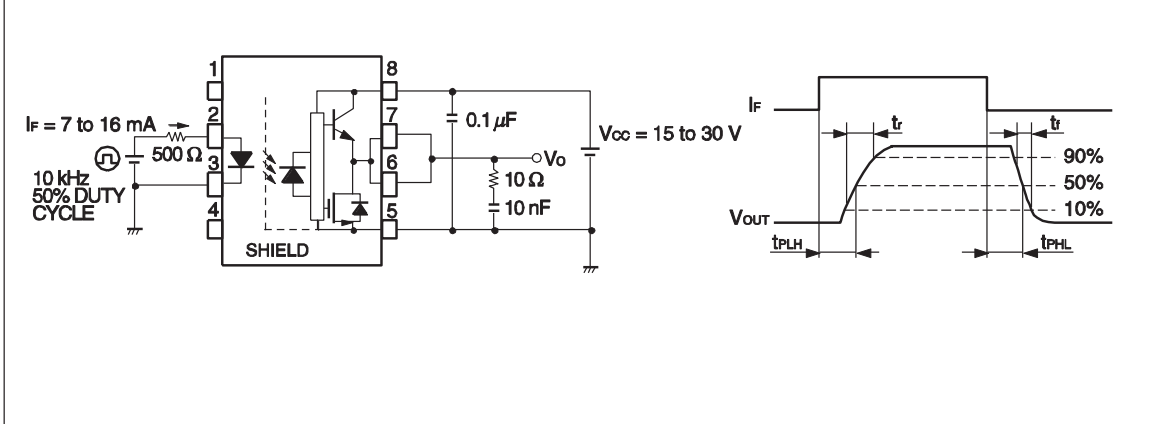 1
8
2
7
IF = 7 to 16 mA
0.1 μF
500 Ω
VCC = 15 to 30 V
3
6
VO
10 kHz
50% DUTY
CYCLE
10 Ω
4
5
10 nF
SHIELD
IF
tr
tf
90%
50%
10%
VOUT
tPLH
tPHL